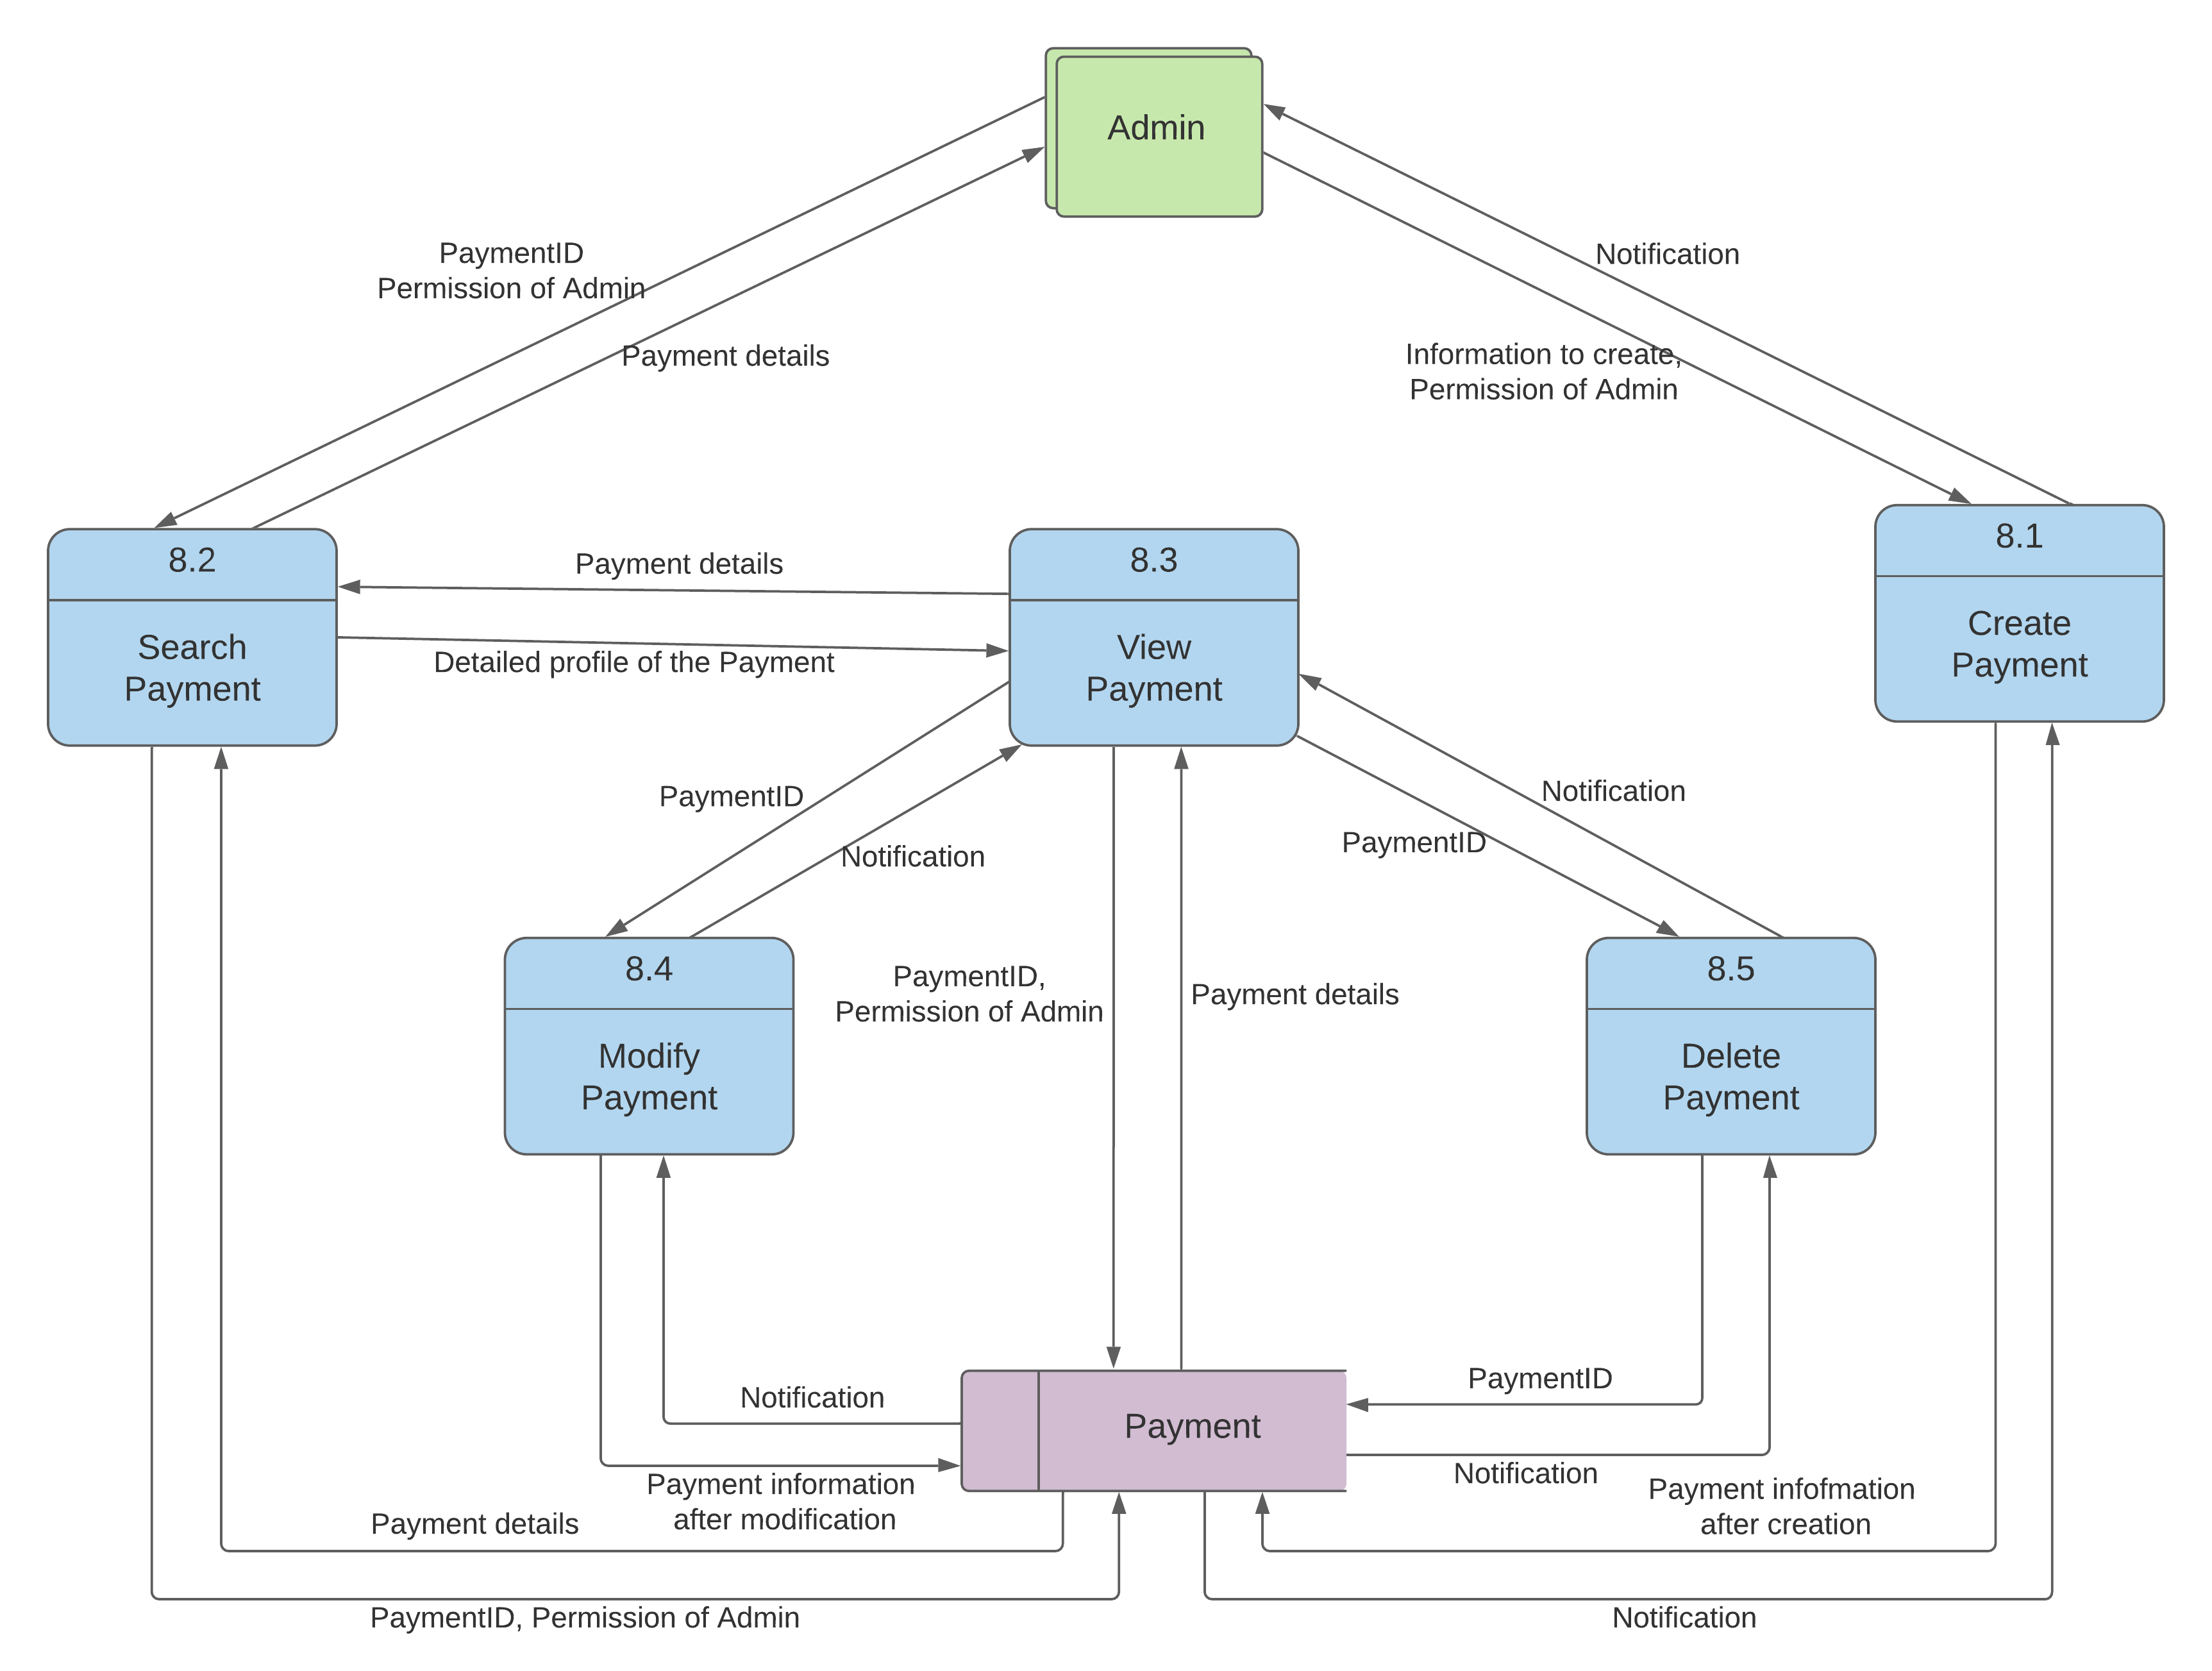 Admin
PaymentID
Permission of Admin
Notification
Payment details
Information to create,
Permission of Admin
8.2
Search
Payment
Payment details
Detailed profile of the Payment
8.3
View
Payment
8.1
Create
Payment
PaymentID
Notification
Notification
PaymentID
8.4
Modify
Payment
PaymentID,
Permission of Admin
Payment details
8.5
Delete
Payment
Notification
Payment
PaymentID
Notification
Payment information
after modification
Payment details
Payment infofmation
after creation
PaymentID, Permission of Admin
Notification